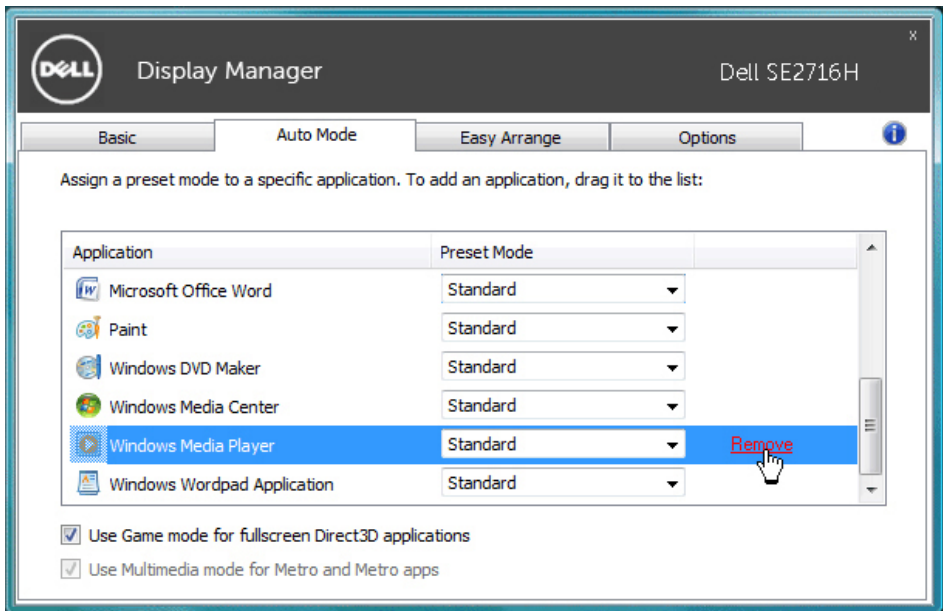 DELL Display Manager Dell SE2716H x
Basic Auto Mode Easy Arrange Options i
Assign a preset mode to a specific application. To add an application, drag it to the list:
Application Preset Mode
Microsoft Office Word Standard
Paint Standard
Windows DVD Maker Standard
Windows Media Center Standard
Windows Media Player Standard Remove
Windows Wordpad Application Standard
Use Game mode for fullscreen Direct3D applications
Use Multimedia mode for Metro and Metro apps